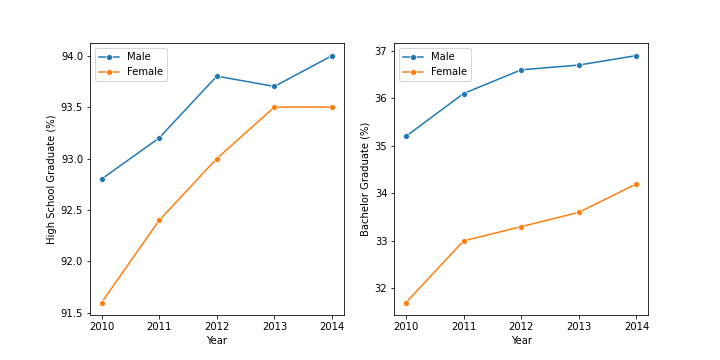 Male
Female
High School Graduate (%)
94.0
93.5
93.0
92.5
92.0
91.5
2010 2011 2012 2013 2014
Year
Male
Female
Bachelor Graduate (%)
37
36
35
34
33
32
2010 2011 2012 2013 2014
Year